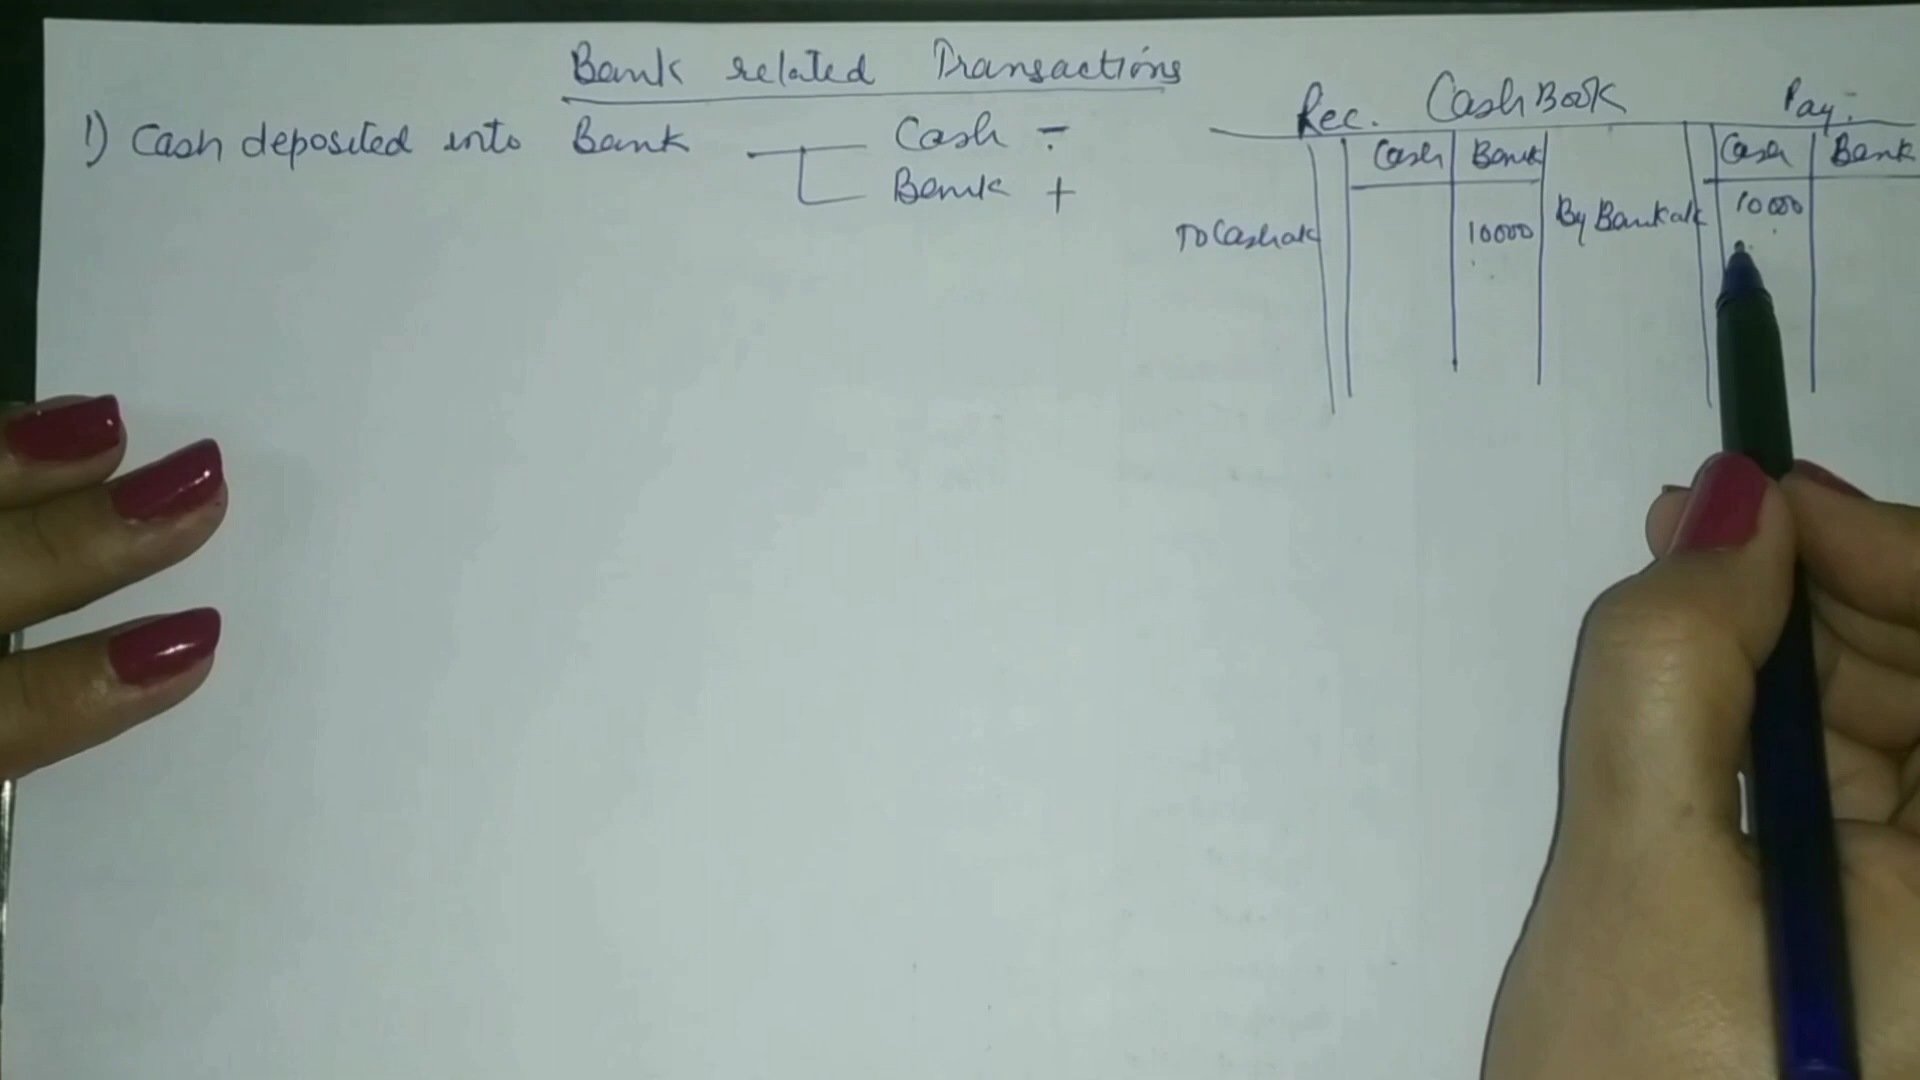 Bank related Transactions
1) Cash deposited into Bank
Cash -
Bank +
Rec. Cash Book Pay.
Cash Bank Cash Bank
To Cash a/c 10000 By Bank a/c 10000